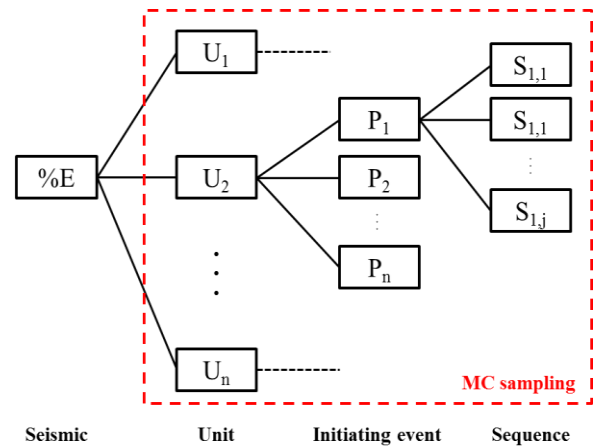 U1
S1,1
P1
S1,1
%E
U2
P2
S1,j
Pn
Un
MC sampling
Seismic Unit Initiating event Sequence